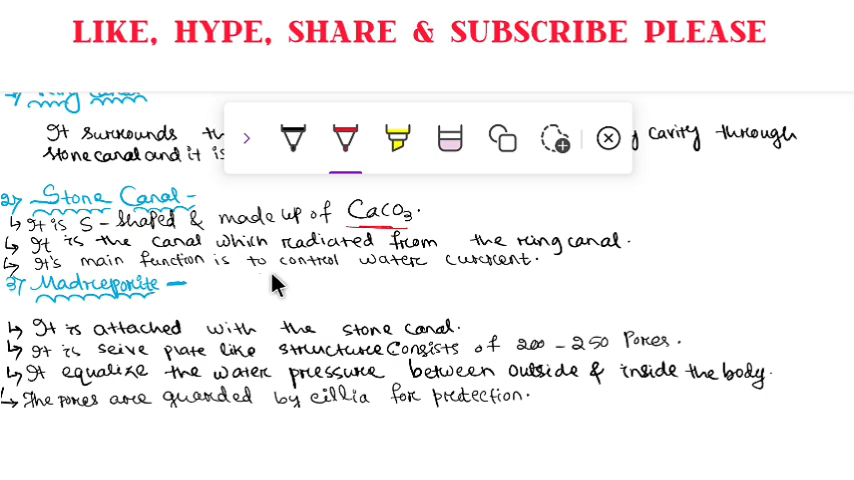 LIKE, HYPE, SHARE & SUBSCRIBE PLEASE
It surrounds cavity through
stone canal and it is
2) Stone Canal -
↳ It is S - shaped & made up of CaCO3.
↳ It is the canal which radiated from the ring canal.
↳ It's main function is to control water current.
3) Madreporite -
↳ It is attached with the stone canal.
↳ It is seive plate like structure consists of 200 - 250 Pores.
↳ It equalize the water pressure between outside & inside the body.
↳ The pores are guarded by cillia for protection.